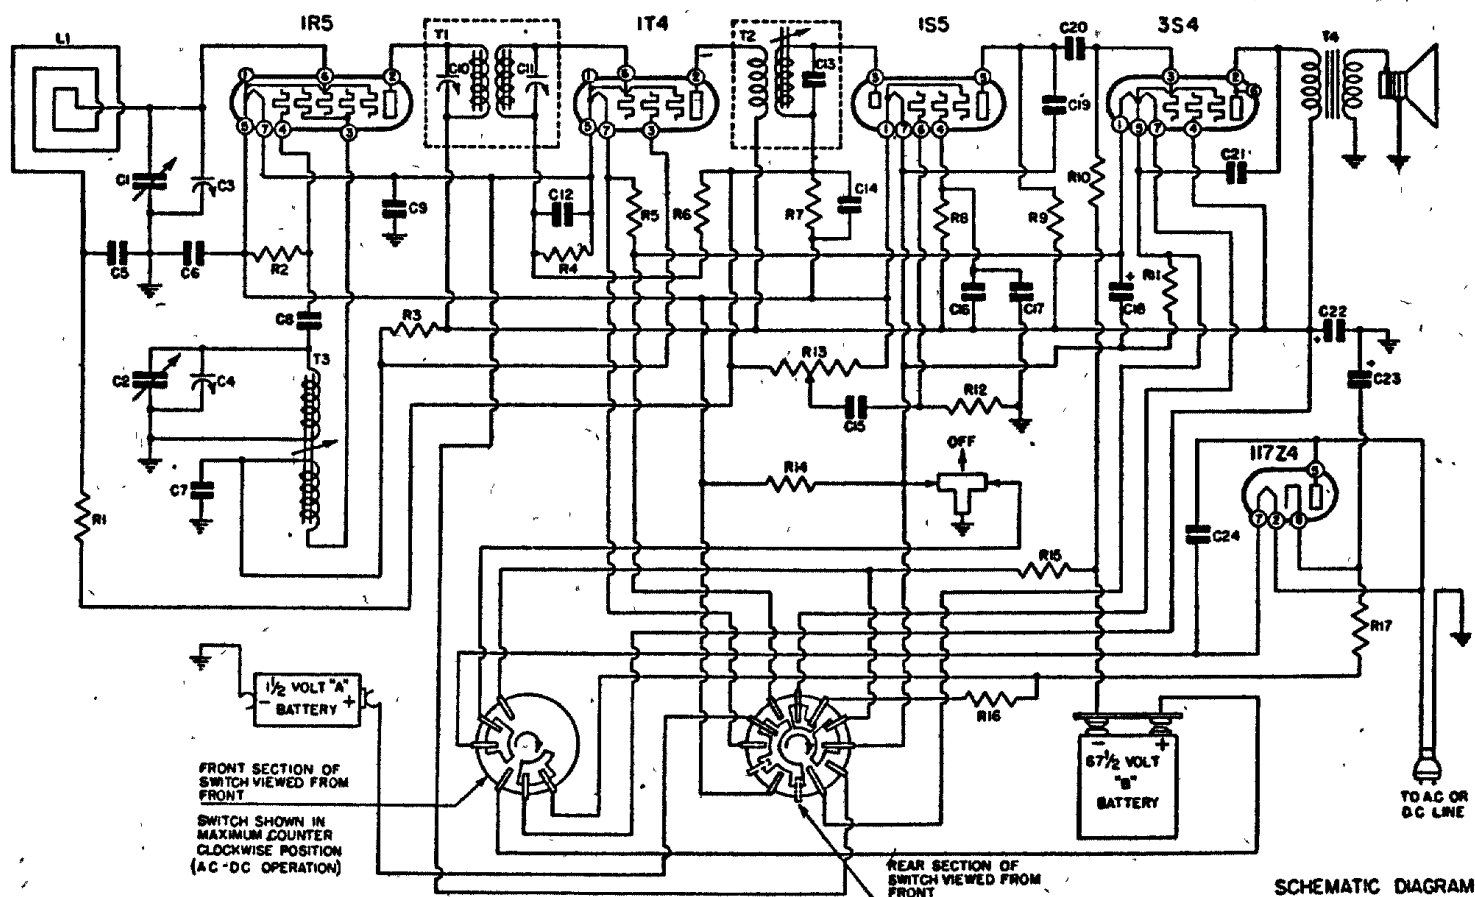 1R5
1T4
1S5
3S4
L1
T1
C10
C11
T2
C13
C20
C19
T4
C1
C3
C9
C12
R5
R6
R7
C14
R8
R9
R10
C21
C5
C6
R2
R4
C16
C17
C18
R11
C8
R3
C22
C2
C4
T3
R13
C23
C15
R12
OFF
117Z4
C7
R14
R1
C24
R15
R17
1 1/2 VOLT "A"
- BATTERY +
R16
- +
67 1/2 VOLT
"B"
BATTERY
FRONT SECTION OF
SWITCH VIEWED FROM
FRONT
SWITCH SHOWN IN
MAXIMUM COUNTER
CLOCKWISE POSITION
(AC-DC OPERATION)
TO AC OR
DC LINE
REAR SECTION OF
SWITCH VIEWED FROM
FRONT
SCHEMATIC DIAGRAM